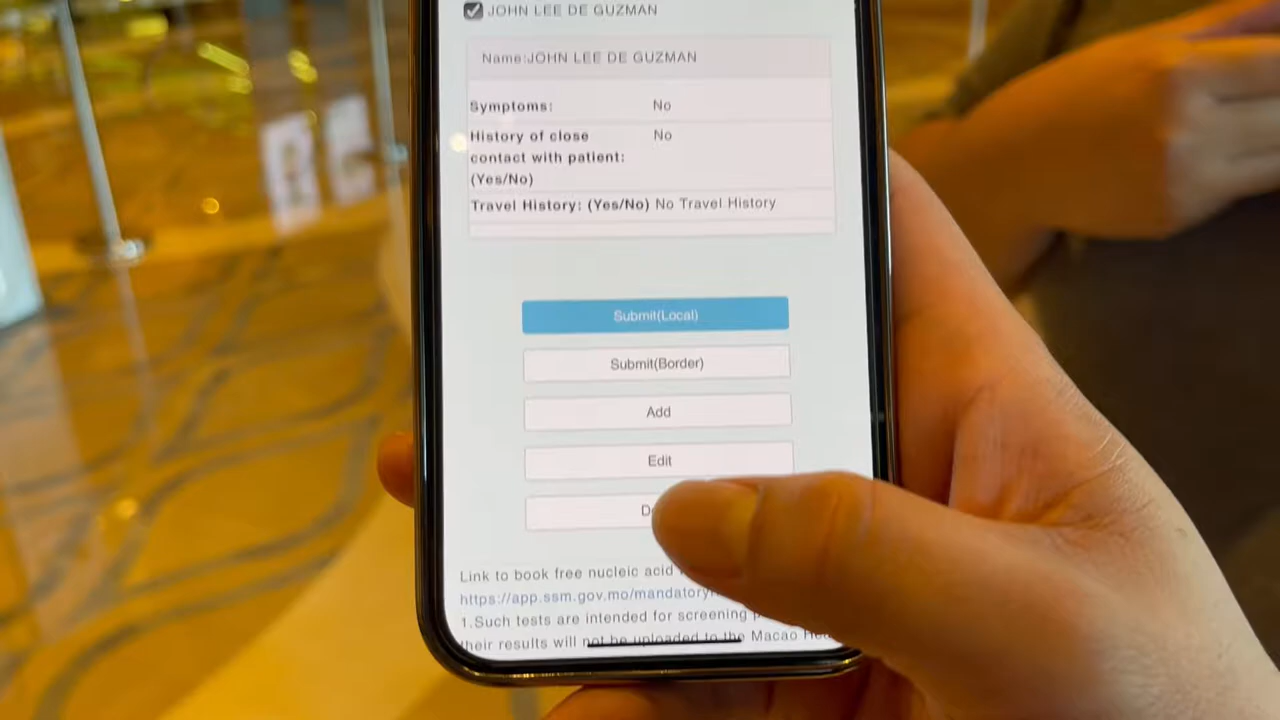 JOHN LEE DE GUZMAN
Name:JOHN LEE DE GUZMAN
Symptoms: No
History of close No
contact with patient:
(Yes/No)
Travel History: (Yes/No) No Travel History
Submit(Local)
Submit(Border)
Add
Edit
Link to book free nucleic acid
https://app.ssm.gov.mo/mandatory
1.Such tests are intended for screening
their results will not be uploaded to the Macao